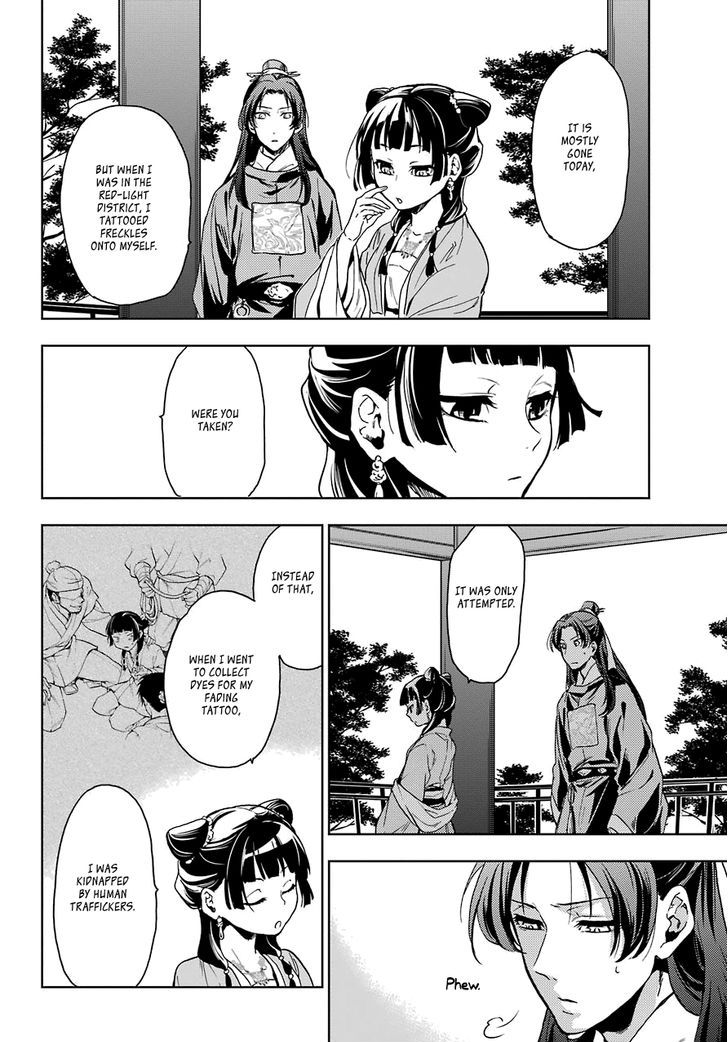 IT IS
MOSTLY
GONE
TODAY,
BUT WHEN I
WAS IN THE
RED-LIGHT
DISTRICT, I
TATTOOED
FRECKLES
ONTO MYSELF.
WERE YOU
TAKEN?
IT WAS ONLY
ATTEMPTED.
Phew.
INSTEAD
OF THAT,
WHEN I WENT
TO COLLECT
DYES FOR MY
FADING
TATTOO,
I WAS
KIDNAPPED
BY HUMAN
TRAFFICKERS.